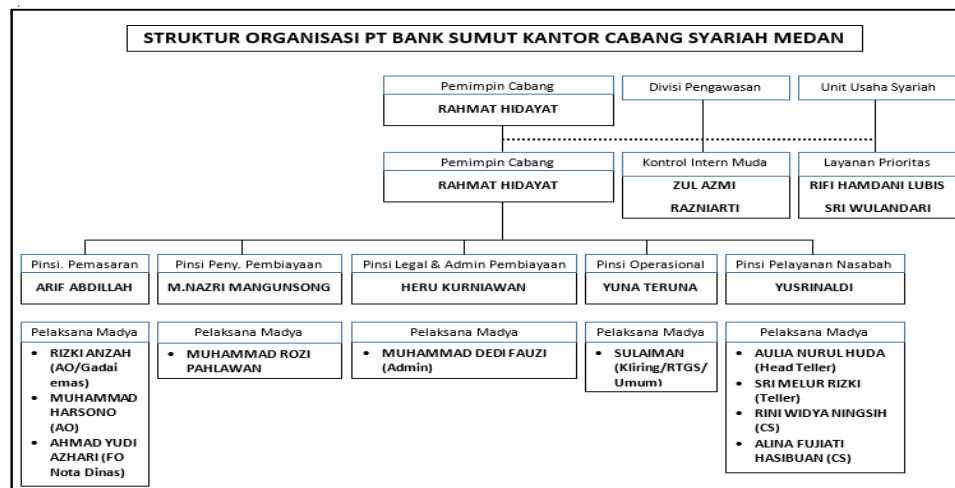 STRUKTUR ORGANISASI PT BANK SUMUT KANTOR CABANG SYARIAH MEDAN
Pemimpin Cabang
RAHMAT HIDAYAT
Divisi Pengawasan
Unit Usaha Syariah
Pemimpin Cabang
RAHMAT HIDAYAT
Kontrol Intern Muda
ZUL AZMI
RAZNIARTI
Layanan Prioritas
RIFI HAMDANI LUBIS
SRI WULANDARI
Pinsi. Pemasaran
ARIF ABDILLAH
Pinsi Peny. Pembiayaan
M.NAZRI MANGUNSONG
Pinsi Legal & Admin Pembiayaan
HERU KURNIAWAN
Pinsi Operasional
YUNA TERUNA
Pinsi Pelayanan Nasabah
YUSRINALDI
Pelaksana Madya
• RIZKI ANZAH
(AO/Gadai
emas)
• MUHAMMAD
HARSONO
(AO)
• AHMAD YUDI
AZHARI (FO
Nota Dinas)
Pelaksana Madya
• MUHAMMAD ROZI
PAHLAWAN
Pelaksana Madya
• MUHAMMAD DEDI FAUZI
(Admin)
Pelaksana Madya
• SULAIMAN
(Kliring/RTGS/
Umum)
Pelaksana Madya
• AULIA NURUL HUDA
(Head Teller)
• SRI MELUR RIZKI
(Teller)
• RINI WIDYA NINGSIH
(CS)
• ALINA FUJIATI
HASIBUAN (CS)